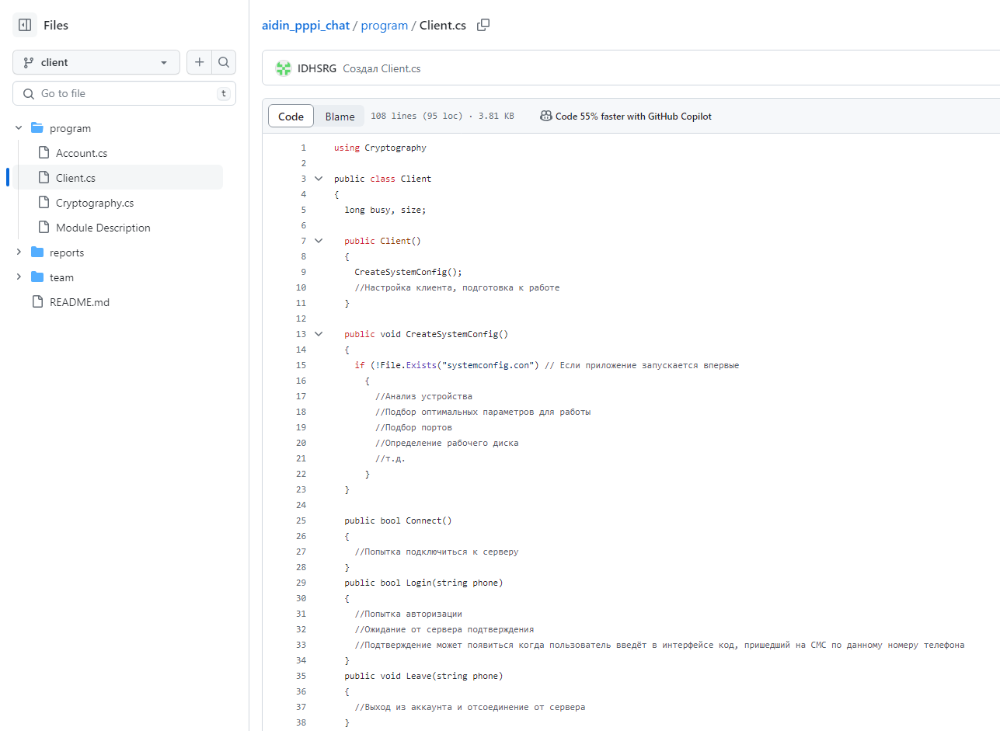 Files
client
Go to file
t
program
Account.cs
Client.cs
Cryptography.cs
Module Description
reports
team
README.md
aidin_pppi_chat / program / Client.cs
IDHSRG Создал Client.cs
Code Blame 108 lines (95 loc) · 3.81 KB Code 55% faster with GitHub Copilot
1 using Cryptography
2
3 public class Client
4 {
5 long busy, size;
6
7 public Client()
8 {
9 CreateSystemConfig();
10 //Настройка клиента, подготовка к работе
11 }
12
13 public void CreateSystemConfig()
14 {
15 if (!File.Exists("systemconfig.con") // Если приложение запускается впервые
16 {
17 //Анализ устройства
18 //Подбор оптимальных параметров для работы
19 //Подбор портов
20 //Определение рабочего диска
21 //т.д.
22 }
23 }
24
25 public bool Connect()
26 {
27 //Попытка подключиться к серверу
28 }
29 public bool Login(string phone)
30 {
31 //Попытка авторизации
32 //Ожидание от сервера подтверждения
33 //Подтверждение может появиться когда пользователь введёт в интерфейсе код, пришедший на СМС по данному номеру телефона
34 }
35 public void Leave(string phone)
36 {
37 //Выход из аккаунта и отсоединение от сервера
38 }